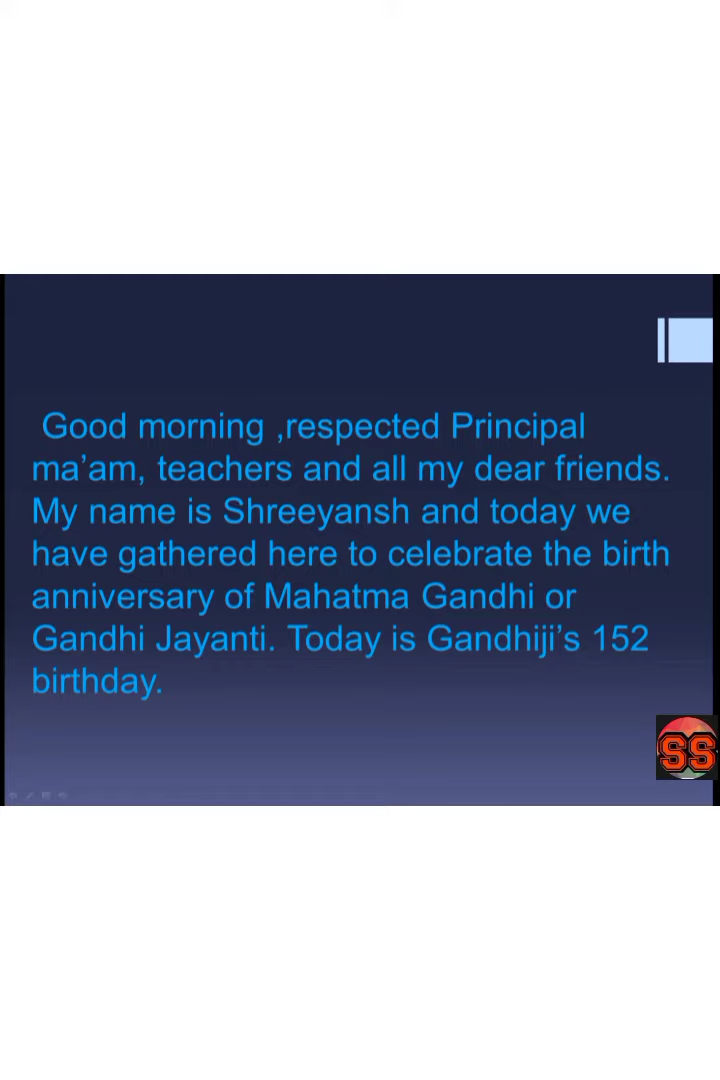 Good morning ,respected Principal
ma’am, teachers and all my dear friends.
My name is Shreeyansh and today we
have gathered here to celebrate the birth
anniversary of Mahatma Gandhi or
Gandhi Jayanti. Today is Gandhiji’s 152
birthday.
SS